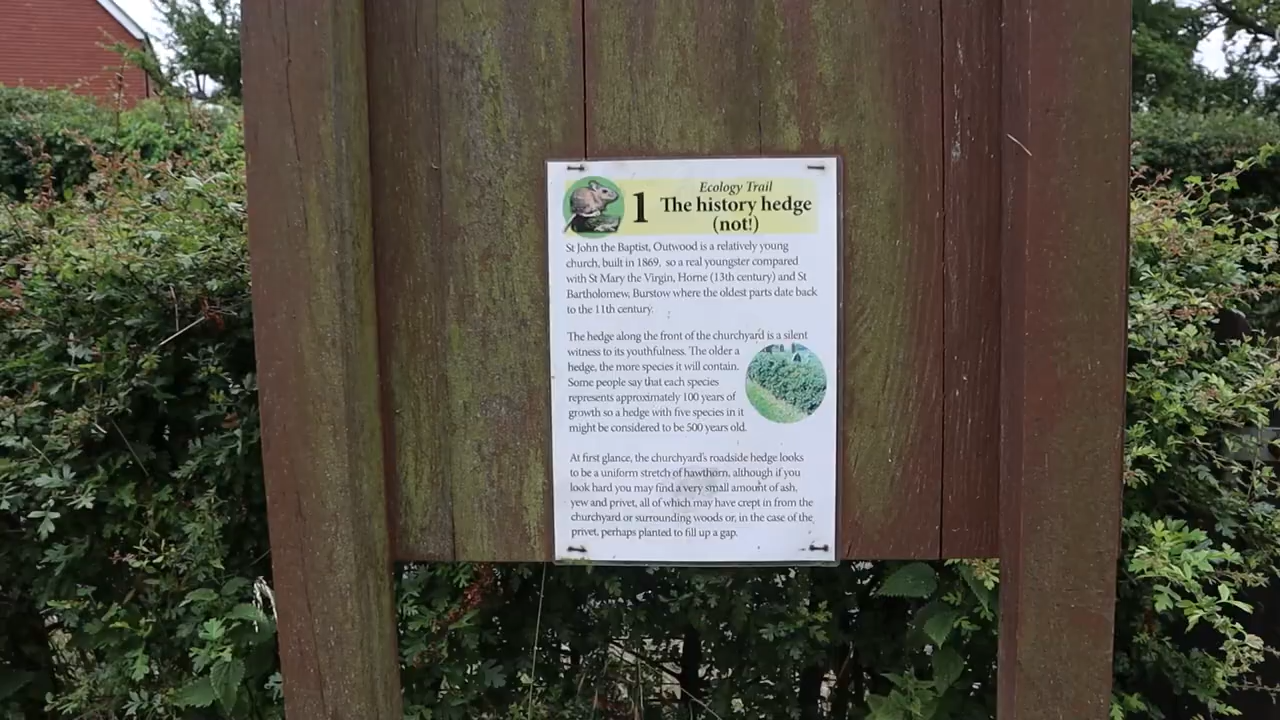 Ecology Trail
1 The history hedge
(not!)
St John the Baptist, Outwood is a relatively young
church, built in 1869, so a real youngster compared
with St Mary the Virgin, Horne (13th century) and St
Bartholomew, Burstow where the oldest parts date back
to the 11th century.
The hedge along the front of the churchyard is a silent
witness to its youthfulness. The older a
hedge, the more species it will contain.
Some people say that each species
represents approximately 100 years of
growth so a hedge with five species in it
might be considered to be 500 years old.
At first glance, the churchyard's roadside hedge looks
to be a uniform stretch of hawthorn, although if you
look hard you may find a very small amount of ash,
yew and privet, all of which may have crept in from the
churchyard or surrounding woods or, in the case of the
privet, perhaps planted to fill up a gap.